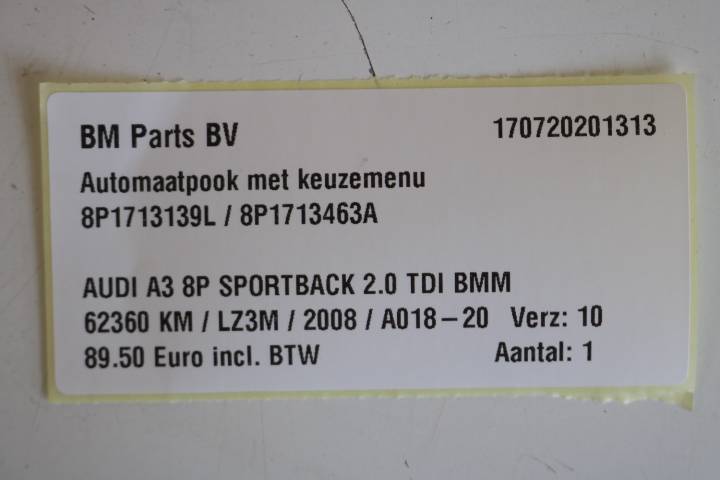 BM Parts BV 170720201313
Automaatpook met keuzemenu
8P1713139L / 8P1713463A
AUDI A3 8P SPORTBACK 2.0 TDI BMM
62360 KM / LZ3M / 2008 / A018-20 Verz: 10
89.50 Euro incl. BTW Aantal: 1